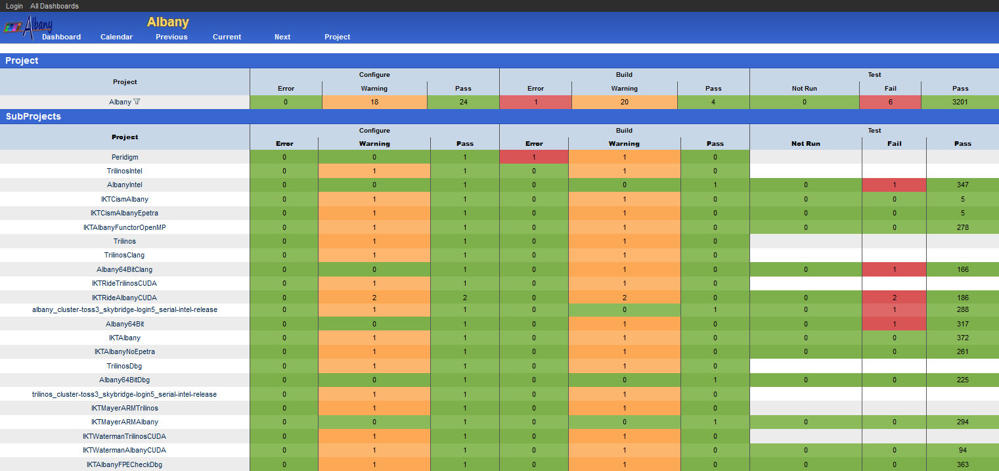 Login All Dashboards
Albany
Albany
Dashboard Calendar Previous Current Next Project
Project
Project Configure Build Test
Error Warning Pass Error Warning Pass Not Run Fail Pass
Albany 0 18 24 1 20 4 0 6 3201
SubProjects
Project Configure Build Test
Error Warning Pass Error Warning Pass Not Run Fail Pass
Peridigm 0 0 1 1 1 0
TrilinosIntel 0 1 1 0 1 0
AlbanyIntel 0 0 1 0 0 1 0 1 347
IKTCismAlbany 0 1 1 0 1 0 0 0 5
IKTCismAlbanyEpetra 0 1 1 0 1 0 0 0 5
IKTAlbanyFunctorOpenMP 0 1 1 0 1 0 0 0 278
Trilinos 0 1 1 0 1 0
TrilinosClang 0 1 1 0 1 0
Albany64BitClang 0 0 1 0 1 0 0 1 166
IKTRideTrilinosCUDA 0 1 1 0 1 0
IKTRideAlbanyCUDA 0 2 2 0 2 0 0 2 186
albany_cluster-toss3_skybridge-login5_serial-intel-release 0 1 1 0 0 1 0 1 288
Albany64Bit 0 0 1 0 1 0 0 1 317
IKTAlbany 0 1 1 0 1 0 0 0 372
IKTAlbanyNoEpetra 0 1 1 0 1 0 0 0 261
TrilinosDbg 0 1 1 0 1 0
Albany64BitDbg 0 0 1 0 0 1 0 0 225
trilinos_cluster-toss3_skybridge-login5_serial-intel-release 0 1 1 0 1 0
IKTMayerARMTrilinos 0 1 1 0 1 0
IKTMayerARMAlbany 0 0 1 0 0 1 0 0 294
IKTWatermanTrilinosCUDA 0 1 1 0 1 0
IKTWatermanAlbanyCUDA 0 1 1 0 1 0 0 0 94
IKTAlbanyFPECheckDbg 0 1 1 0 1 0 0 0 363